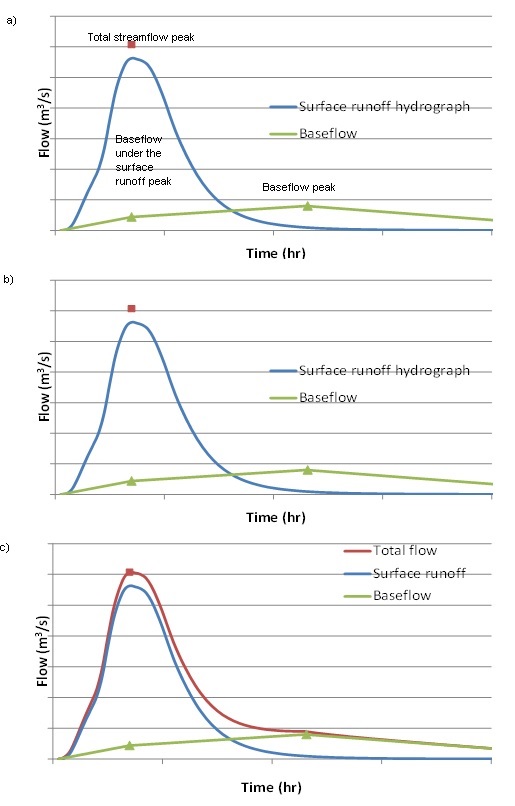 a)
Total streamflow peak
Flow (m³/s)
Surface runoff hydrograph
Baseflow
Baseflow
under the
surface
runoff peak
Baseflow peak
Time (hr)
b)
Flow (m³/s)
Surface runoff hydrograph
Baseflow
Time (hr)
c)
Total flow
Surface runoff
Baseflow
Flow (m³/s)
Time (hr)